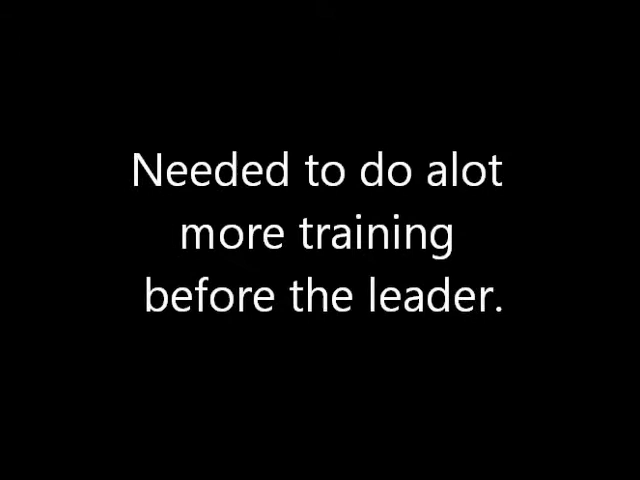 Needed to do alot
more training
before the leader.